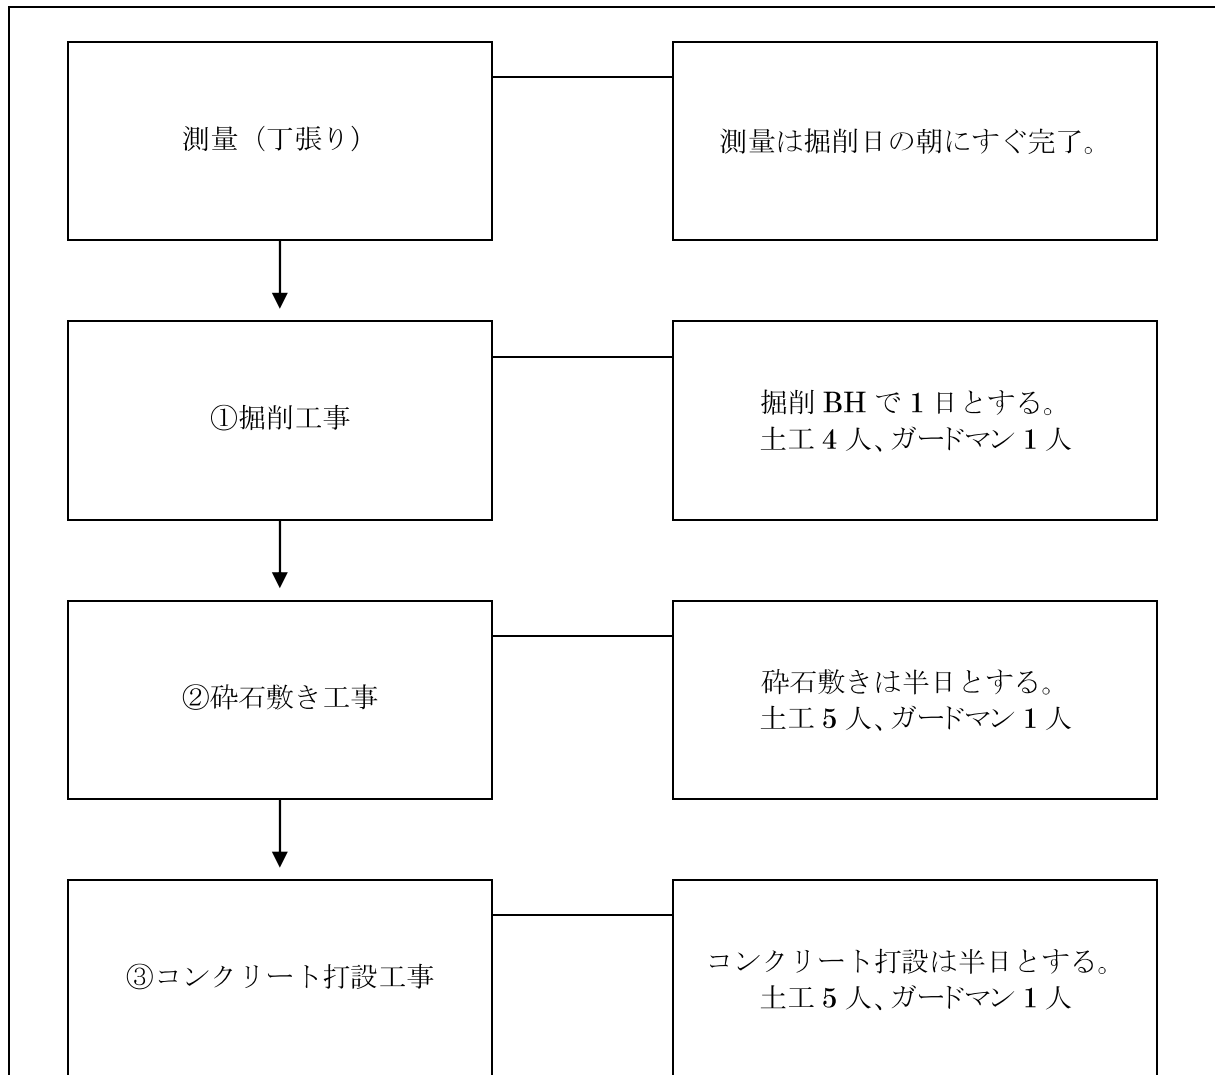 測量（丁張り）
測量は掘削日の朝にすぐ完了。
①掘削工事
掘削 BH で 1 日とする。
土工 4 人、ガードマン 1 人
②砕石敷き工事
砕石敷きは半日とする。
土工 5 人、ガードマン 1 人
③コンクリート打設工事
コンクリート打設は半日とする。
土工 5 人、ガードマン 1 人